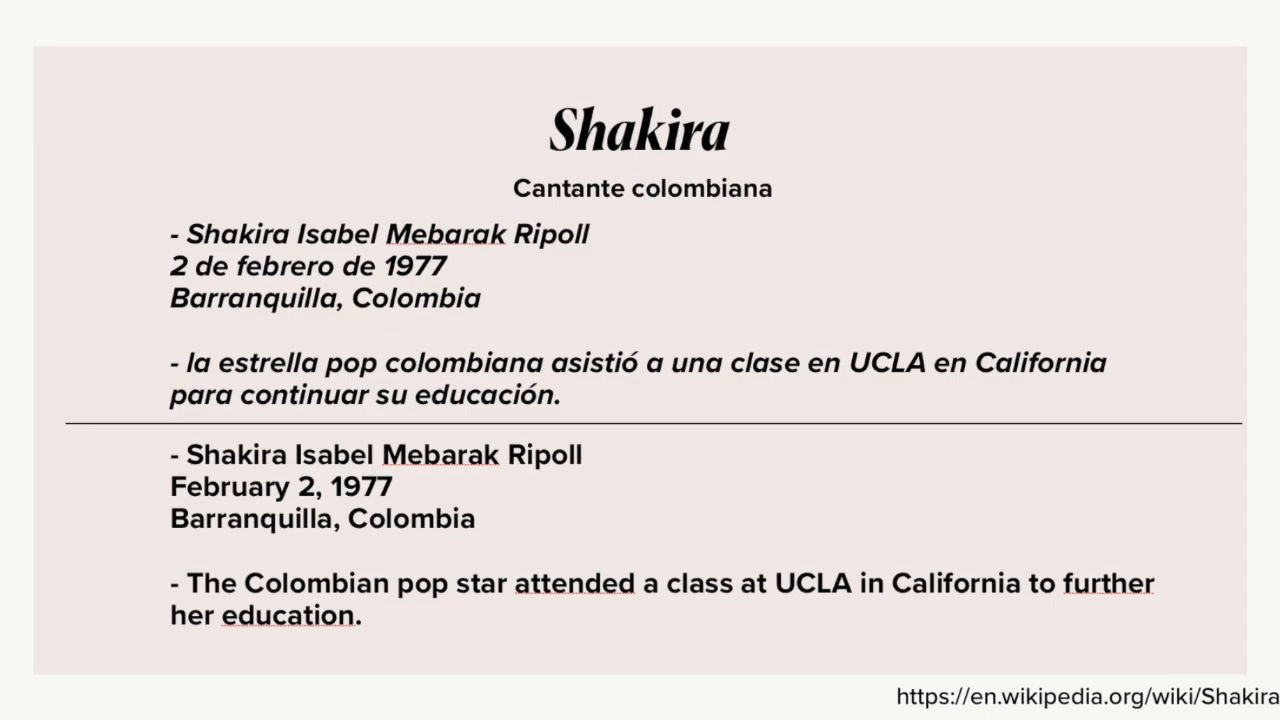 Shakira
Cantante colombiana
- Shakira Isabel Mebarak Ripoll
2 de febrero de 1977
Barranquilla, Colombia
- la estrella pop colombiana asistió a una clase en UCLA en California
para continuar su educación.
- Shakira Isabel Mebarak Ripoll
February 2, 1977
Barranquilla, Colombia
- The Colombian pop star attended a class at UCLA in California to further
her education.
https://en.wikipedia.org/wiki/Shakira